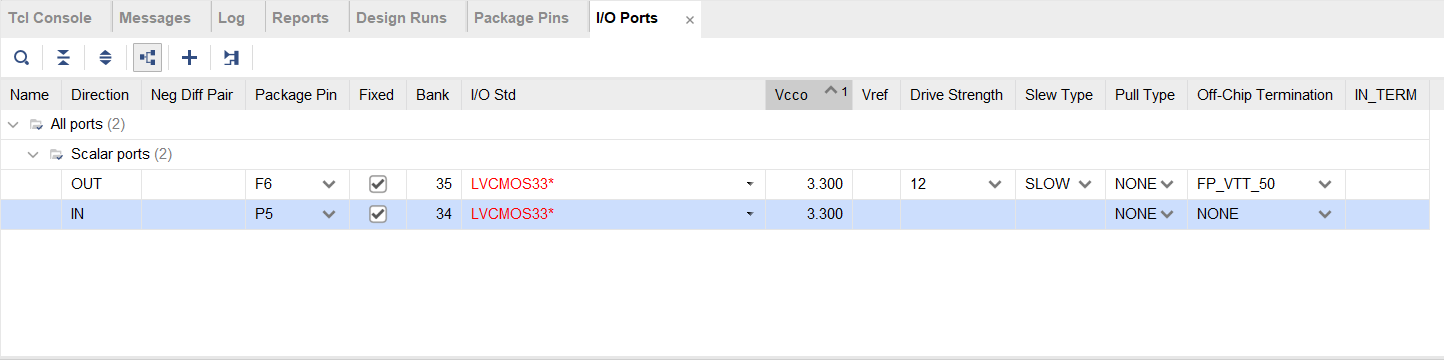 Tcl Console Messages Log Reports Design Runs Package Pins I/O Ports ×
Name Direction Neg Diff Pair Package Pin Fixed Bank I/O Std Vcco 1 Vref Drive Strength Slew Type Pull Type Off-Chip Termination IN_TERM
All ports (2)
Scalar ports (2)
OUT F6 35 LVCMOS33* 3.300 12 SLOW NONE FP_VTT_50
IN P5 34 LVCMOS33* 3.300 NONE NONE